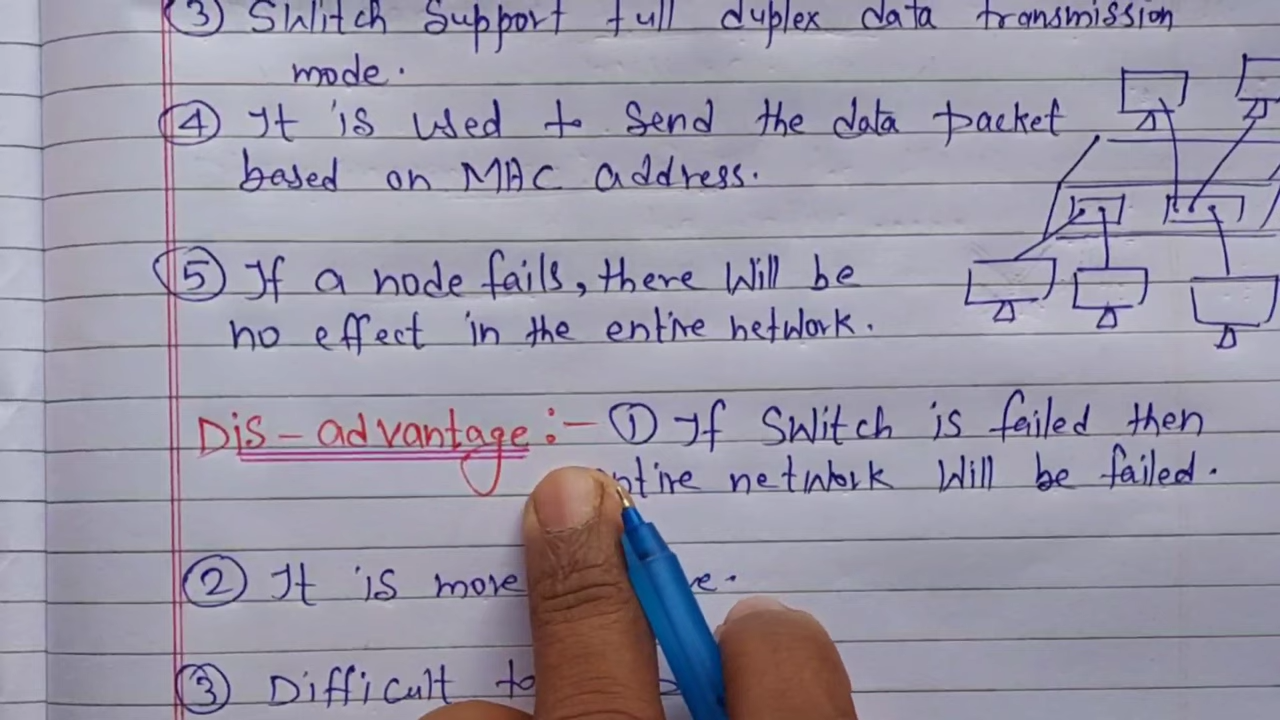 ③ Switch Support full duplex data transmission
mode.
④ It is used to Send the data packet
based on MAC address.
⑤ If a node fails, there Will be
no effect in the entire network.
Dis-advantage :- ① If Switch is failed then
network Will be failed.
② It is more
③ Difficult to